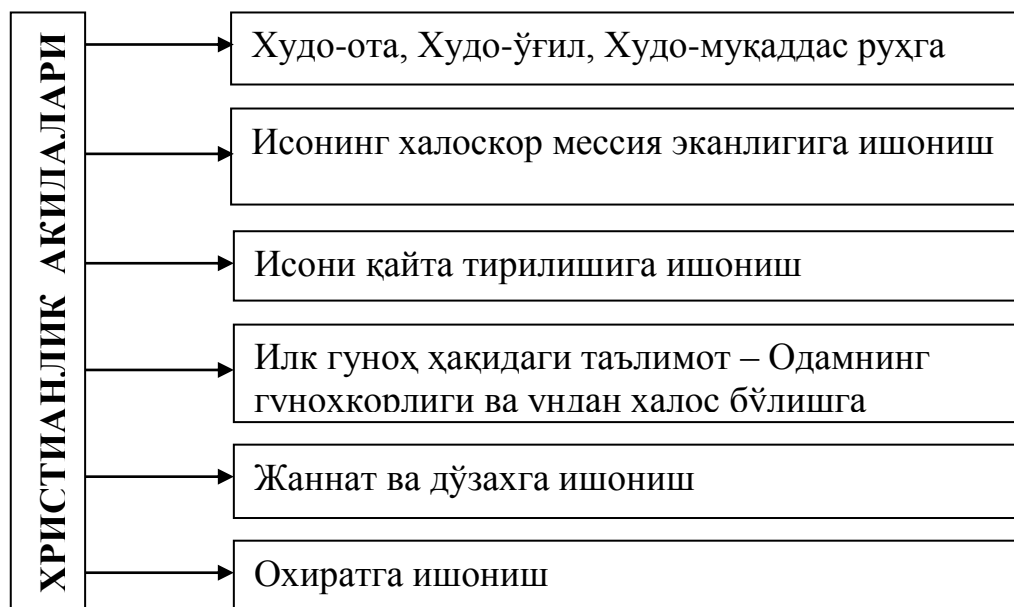 ХРИСТИАНЛИК АКИДАЛАРИ
Худо-ота, Худо-ўғил, Худо-муқаддас руҳга
Исонинг халоскор мессия эканлигига ишониш
Исони қайта тирилишига ишониш
Илк гуноҳ ҳақидаги таълимот – Одамнинг
гуноҳкорлиги ва ундан халос бўлишга
Жаннат ва дўзахга ишониш
Охиратга ишониш